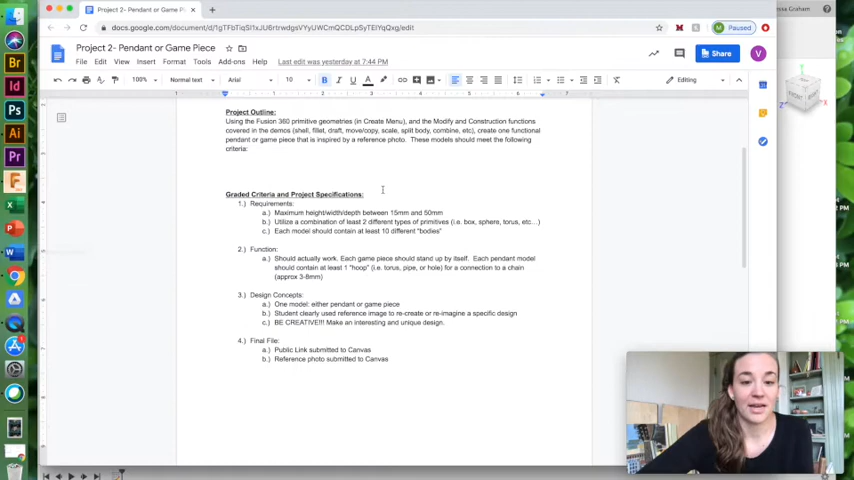 Project 2- Pendant or Game Piece
docs.google.com/document/d/1gTFbTiqSI1xJU6rtrwdgsVYyUWCmQCDLpSyTEIYqQxg/edit
Paused
Project 2- Pendant or Game Piece
File Edit View Insert Format Tools Add-ons Help Last edit was yesterday at 7:44 PM
Share
100% Normal text Arial 10 Editing
Project Outline:
Using the Fusion 360 primitive geometries (in Create Menu), and the Modify and Construction functions
covered in the demos (shell, fillet, draft, move/copy, scale, split body, combine, etc), create one functional
pendant or game piece that is inspired by a reference photo. These models should meet the following
criteria:
Graded Criteria and Project Specifications:
1.) Requirements:
a.) Maximum height/width/depth between 15mm and 50mm
b.) Utilize a combination of least 2 different types of primitives (i.e. box, sphere, torus, etc...)
c.) Each model should contain at least 10 different "bodies"
2.) Function:
a.) Should actually work. Each game piece should stand up by itself. Each pendant model
should contain at least 1 "hoop" (i.e. torus, pipe, or hole) for a connection to a chain
(approx 3-8mm)
3.) Design Concepts:
a.) One model: either pendant or game piece
b.) Student clearly used reference image to re-create or re-imagine a specific design
c.) BE CREATIVE!!! Make an interesting and unique design.
4.) Final File:
a.) Public Link submitted to Canvas
b.) Reference photo submitted to Canvas